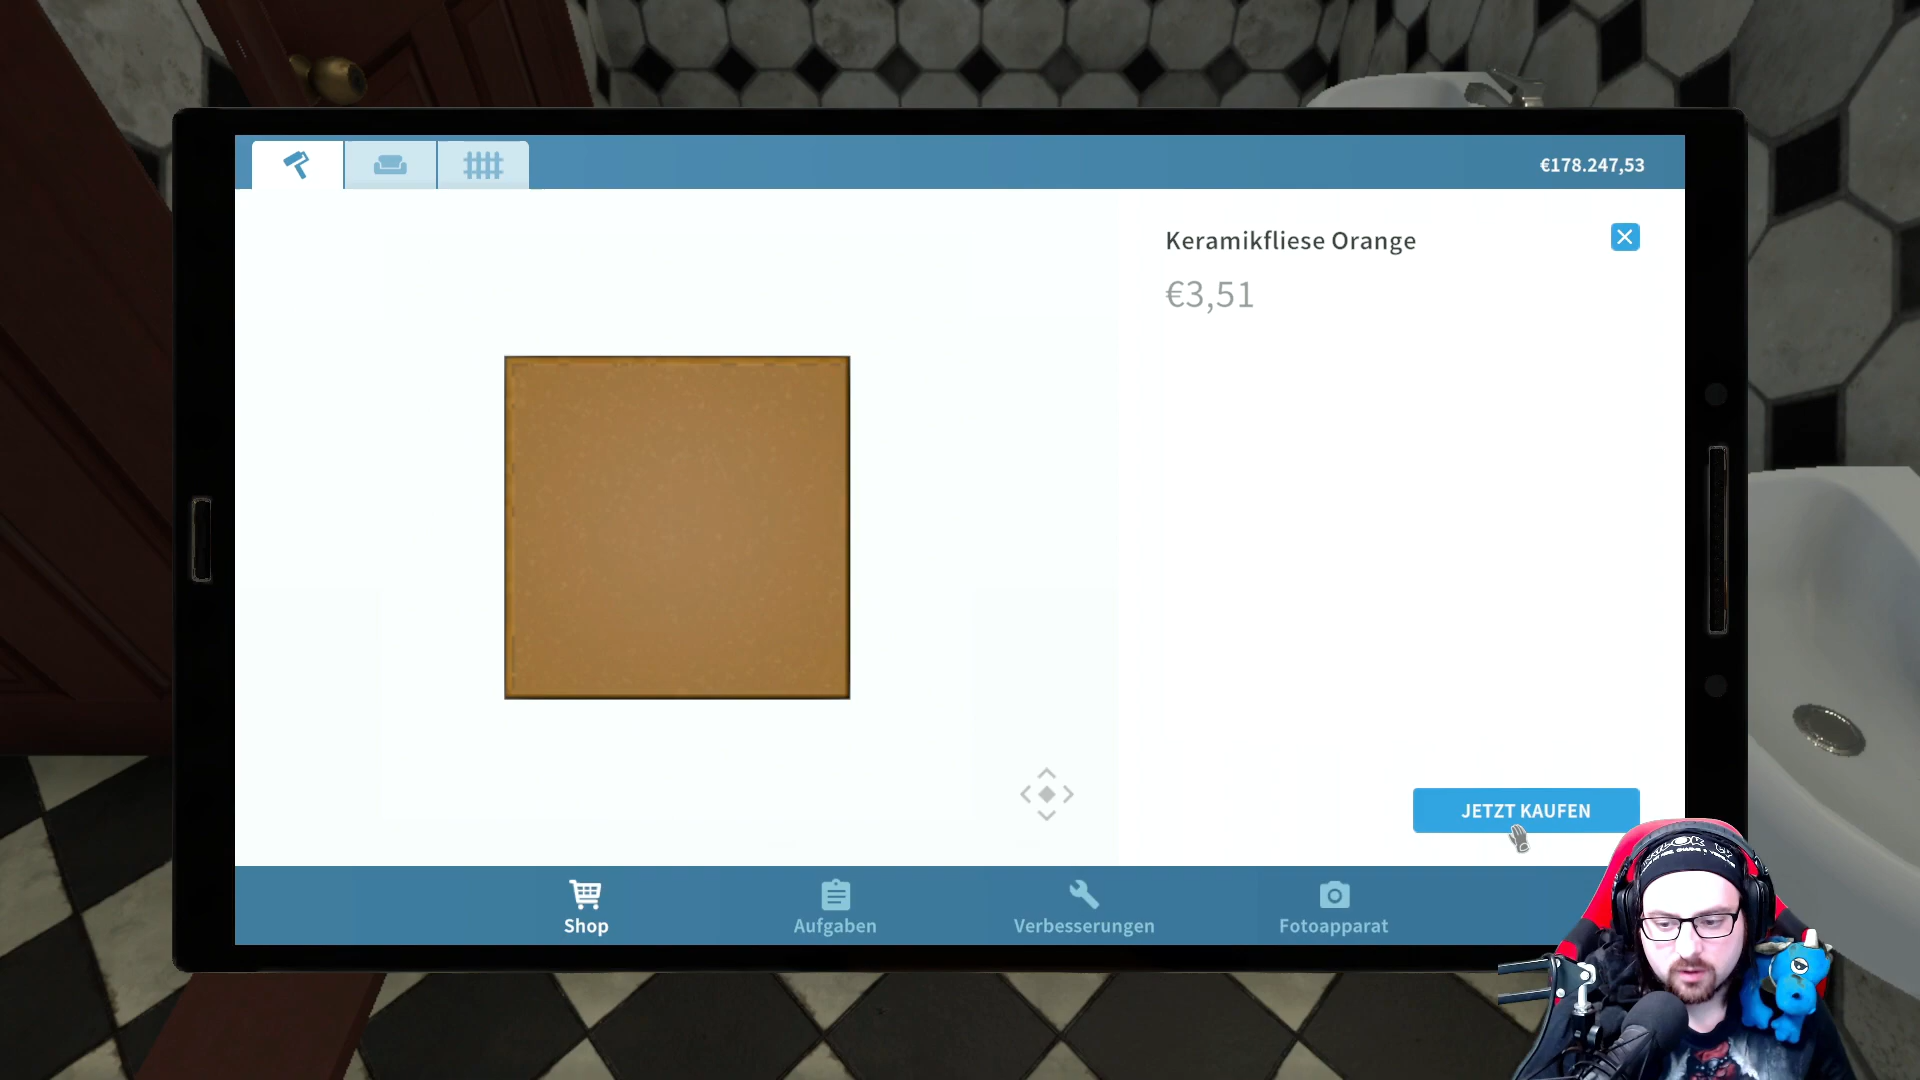 €178.247,53
Keramikfliese Orange
€3,51
JETZT KAUFEN
Shop
Aufgaben
Verbesserungen
Fotoapparat